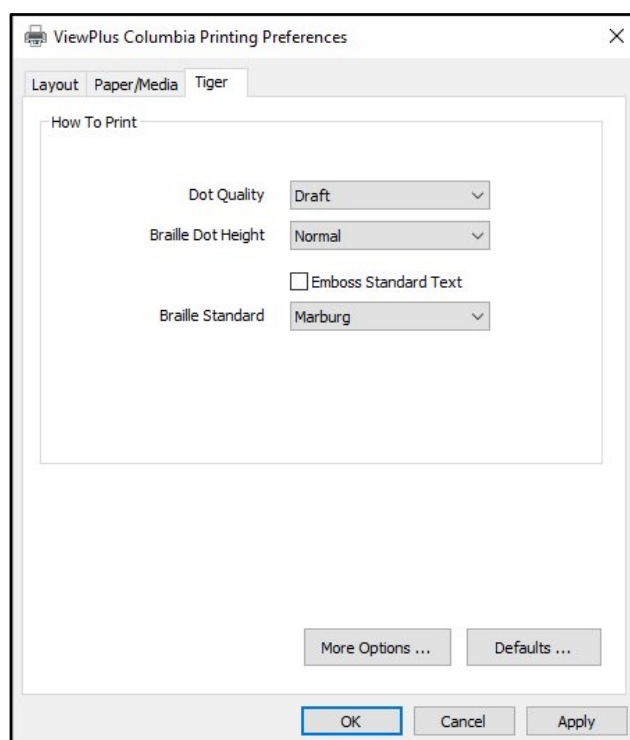 ViewPlus Columbia Printing Preferences
Layout Paper/Media Tiger
How To Print
Dot Quality Draft
Braille Dot Height Normal
Emboss Standard Text
Braille Standard Marburg
More Options ... Defaults ...
OK Cancel Apply